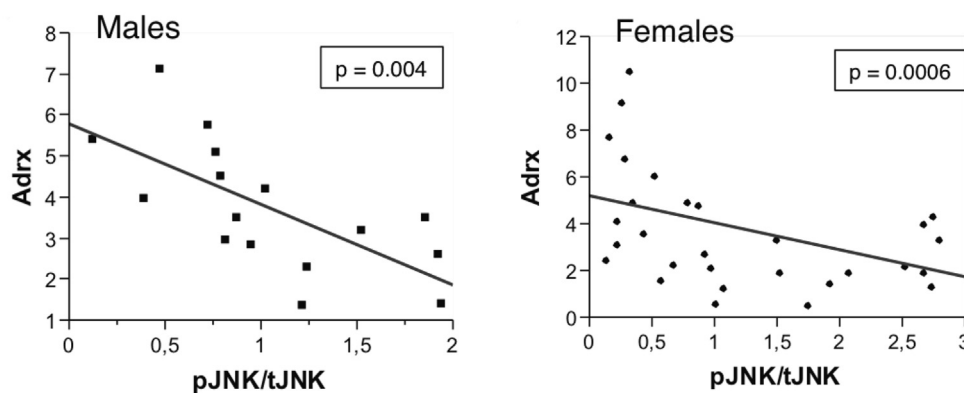 Males
p = 0.004
8
7
6
5
4
3
2
1
Adrx
0 0,5 1 1,5 2
pJNK/tJNK
Females
p = 0.0006
12
10
8
6
4
2
0
Adrx
0 0,5 1 1,5 2 2,5 3
pJNK/tJNK